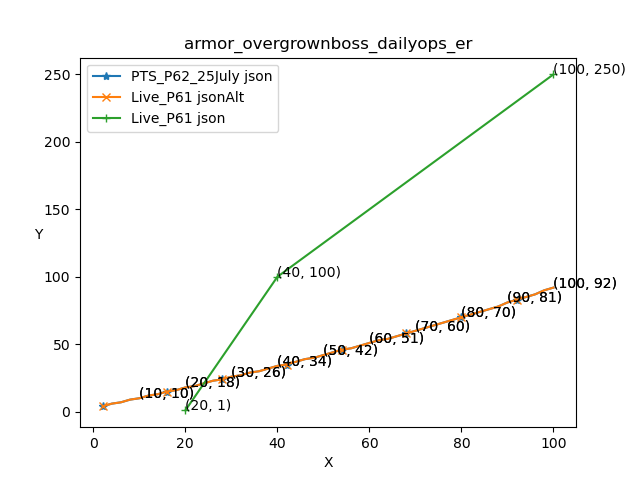 armor_overgrownboss_dailyops_er
PTS_P62_25July json
Live_P61 jsonAlt
Live_P61 json
(100, 250)
(40, 100)
(20, 1)
(10, 10)
(20, 18)
(30, 26)
(40, 34)
(50, 42)
(60, 51)
(70, 60)
(80, 70)
(90, 81)
(100, 92)
Y
250
200
150
100
50
0
0 20 40 60 80 100
X